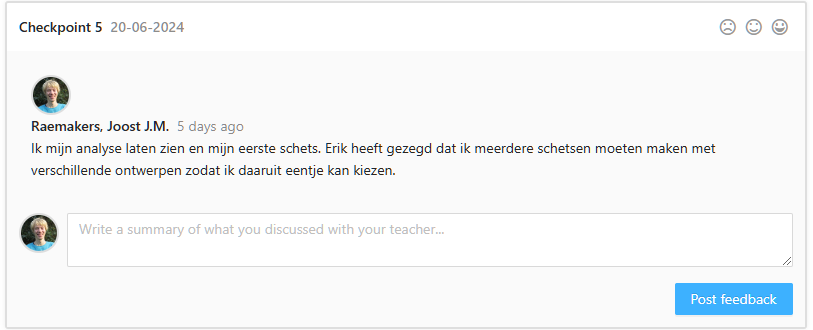 Checkpoint 5 20-06-2024
Raemakers, Joost J.M. 5 days ago
Ik mijn analyse laten zien en mijn eerste schets. Erik heeft gezegd dat ik meerdere schetsen moeten maken met
verschillende ontwerpen zodat ik daaruit eentje kan kiezen.
Write a summary of what you discussed with your teacher...
Post feedback